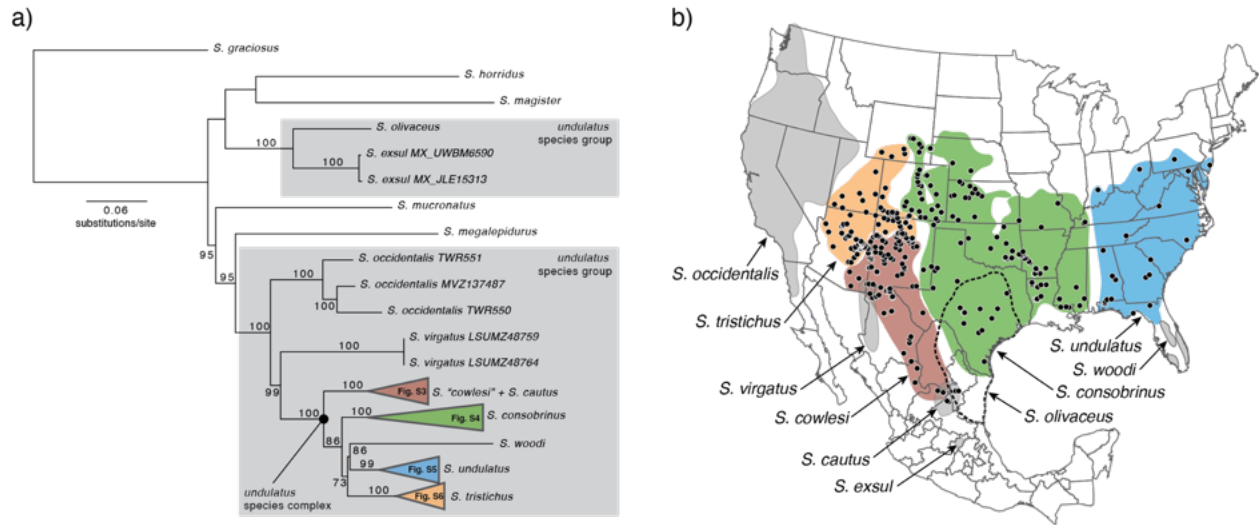 a)
S. graciosus
S. horridus
S. magister
S. olivaceus
undulatus
species group
100
100
S. exsul MX_UWBM6590
S. exsul MX_JLE15313
0.06
substitutions/site
S. mucronatus
95
S. megalepidurus
95
undulatus
species group
S. occidentalis TWR551
100
S. occidentalis MVZ137487
100
S. occidentalis TWR550
100
S. virgatus LSUMZ48759
100
S. virgatus LSUMZ48764
99
100
Fig. S3
S. "cowlesi" + S. cautus
100
100
Fig. S4
S. consobrinus
86
86
S. woodi
99
Fig. S5
S. undulatus
73
100
Fig. S6
S. tristichus
undulatus
species complex
b)
S. occidentalis
S. tristichus
S. virgatus
S. cowlesi
S. cautus
S. exsul
S. undulatus
S. woodi
S. consobrinus
S. olivaceus